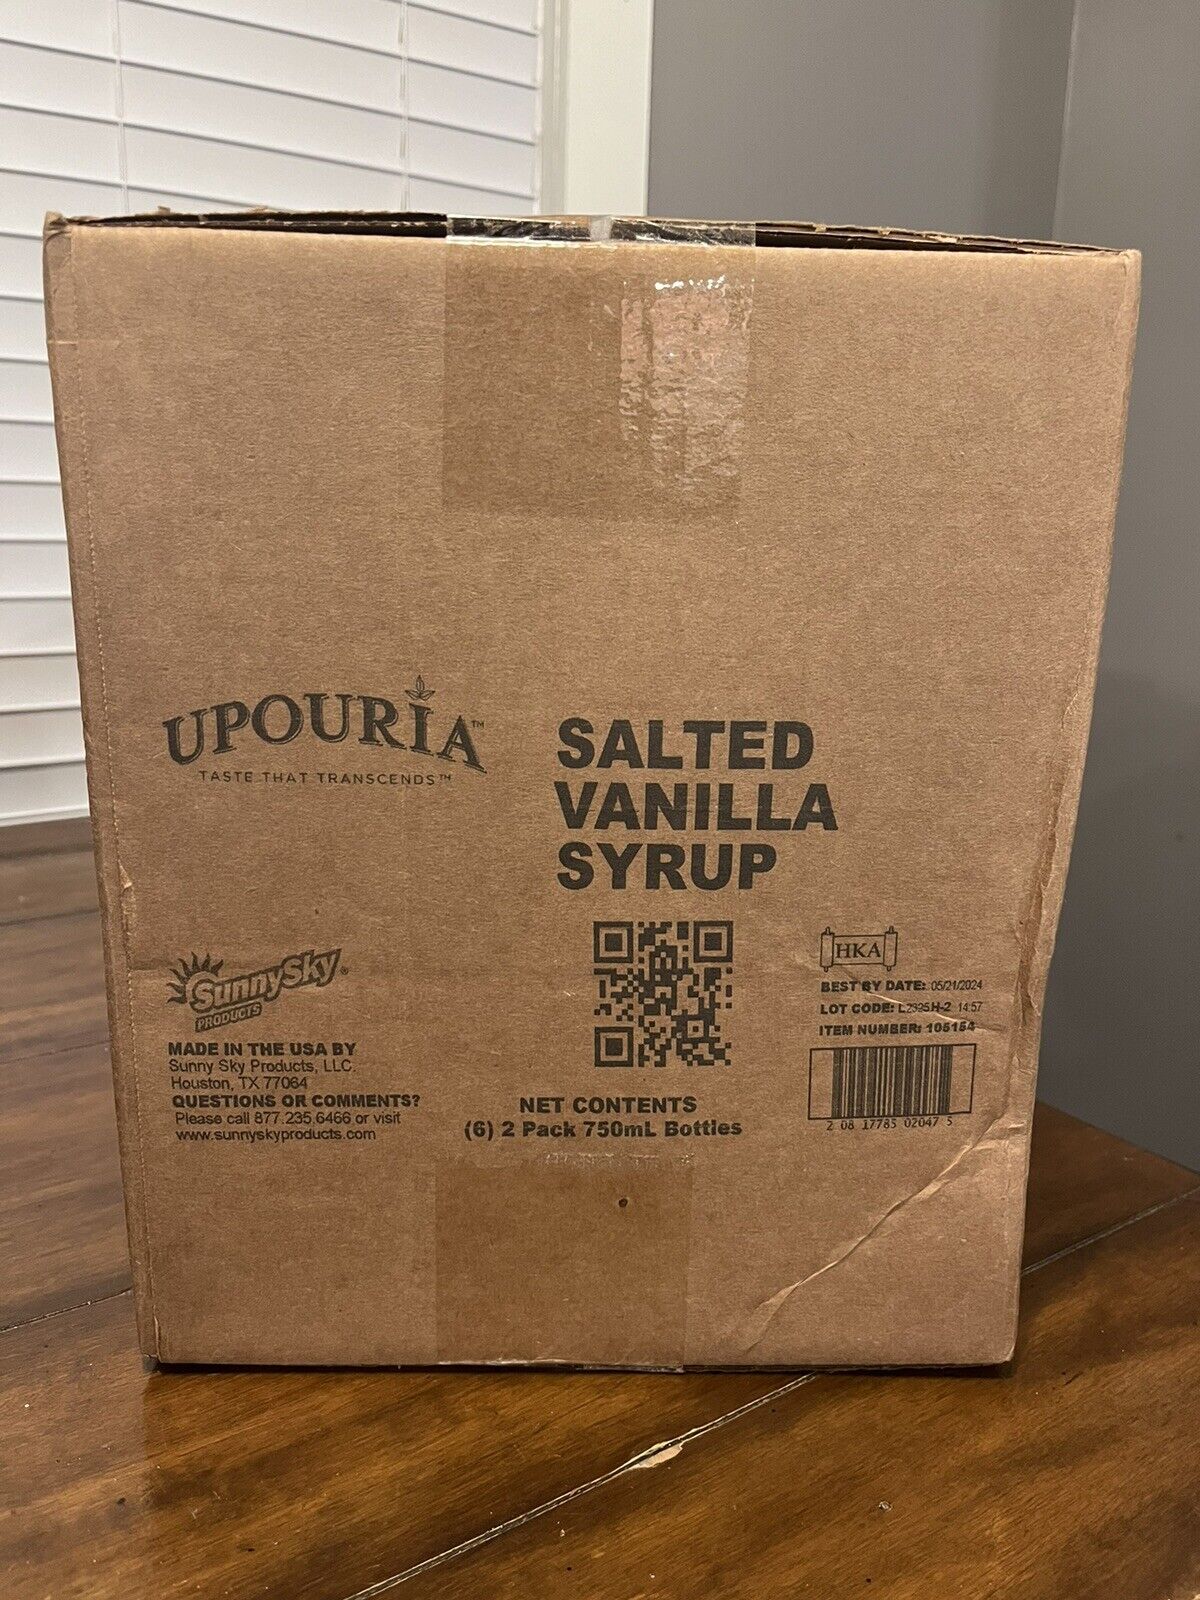 UPOURIA™
TASTE THAT TRANSCENDS™
SALTED
VANILLA
SYRUP
SunnySky®
PRODUCTS
MADE IN THE USA BY
Sunny Sky Products, LLC.
Houston, TX 77064
QUESTIONS OR COMMENTS?
Please call 877.235.6466 or visit
www.sunnyskyproducts.com
NET CONTENTS
(6) 2 Pack 750mL Bottles
HKA
BEST BY DATE: 05/21/2024
LOT CODE: L2325H-2 14:57
ITEM NUMBER: 105154
2 08 17785 02047 5